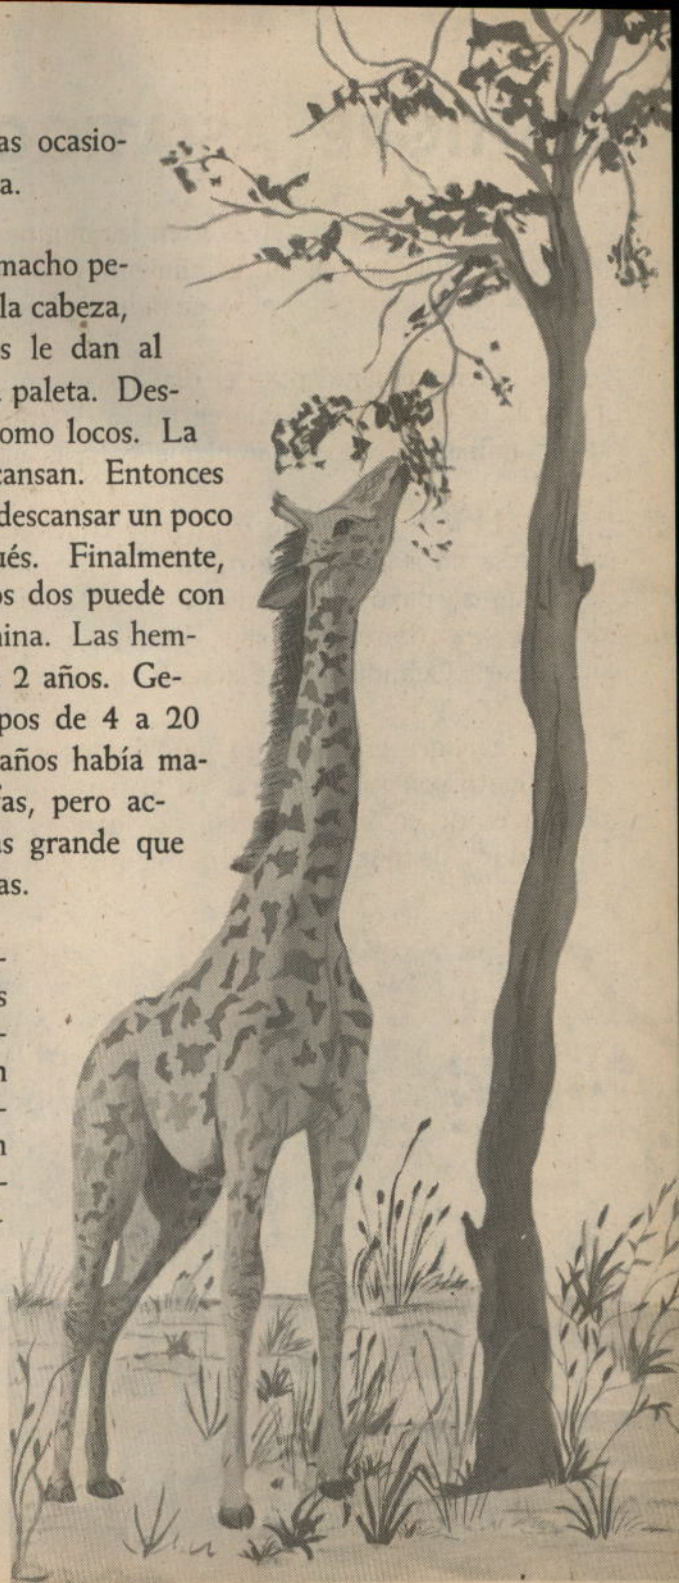 as ocasio-
a.
macho pe-
la cabeza,
s le dan al
paleta. Des-
omo locos. La
cansan. Entonces
descansar un poco
ués. Finalmente,
os dos puede con
nina. Las hem-
2 años. Ge-
pos de 4 a 20
años había ma-
fas, pero ac-
s grande que
as.
-
s
-
n
-
n
-